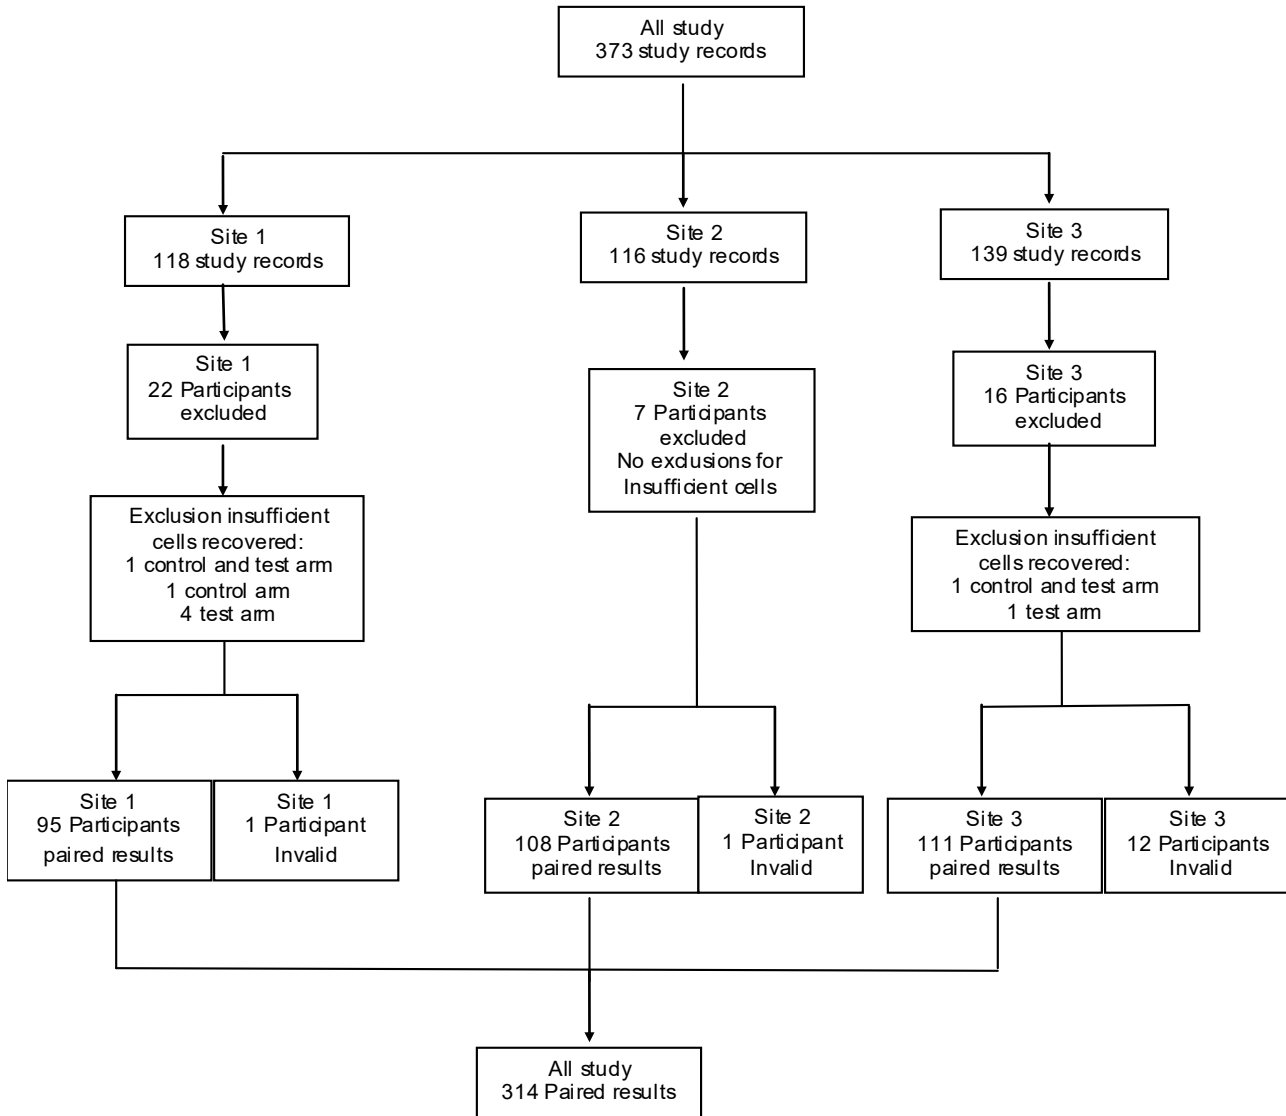 All study
373 study records
Site 1
118 study records
Site 2
116 study records
Site 3
139 study records
Site 1
22 Participants
excluded
Site 2
7 Participants
excluded
No exclusions for
Insufficient cells
Site 3
16 Participants
excluded
Exclusion insufficient
cells recovered:
1 control and test arm
1 control arm
4 test arm
Exclusion insufficient
cells recovered:
1 control and test arm
1 test arm
Site 1
95 Participants
paired results
Site 1
1 Participant
Invalid
Site 2
108 Participants
paired results
Site 2
1 Participant
Invalid
Site 3
111 Participants
paired results
Site 3
12 Participants
Invalid
All study
314 Paired results